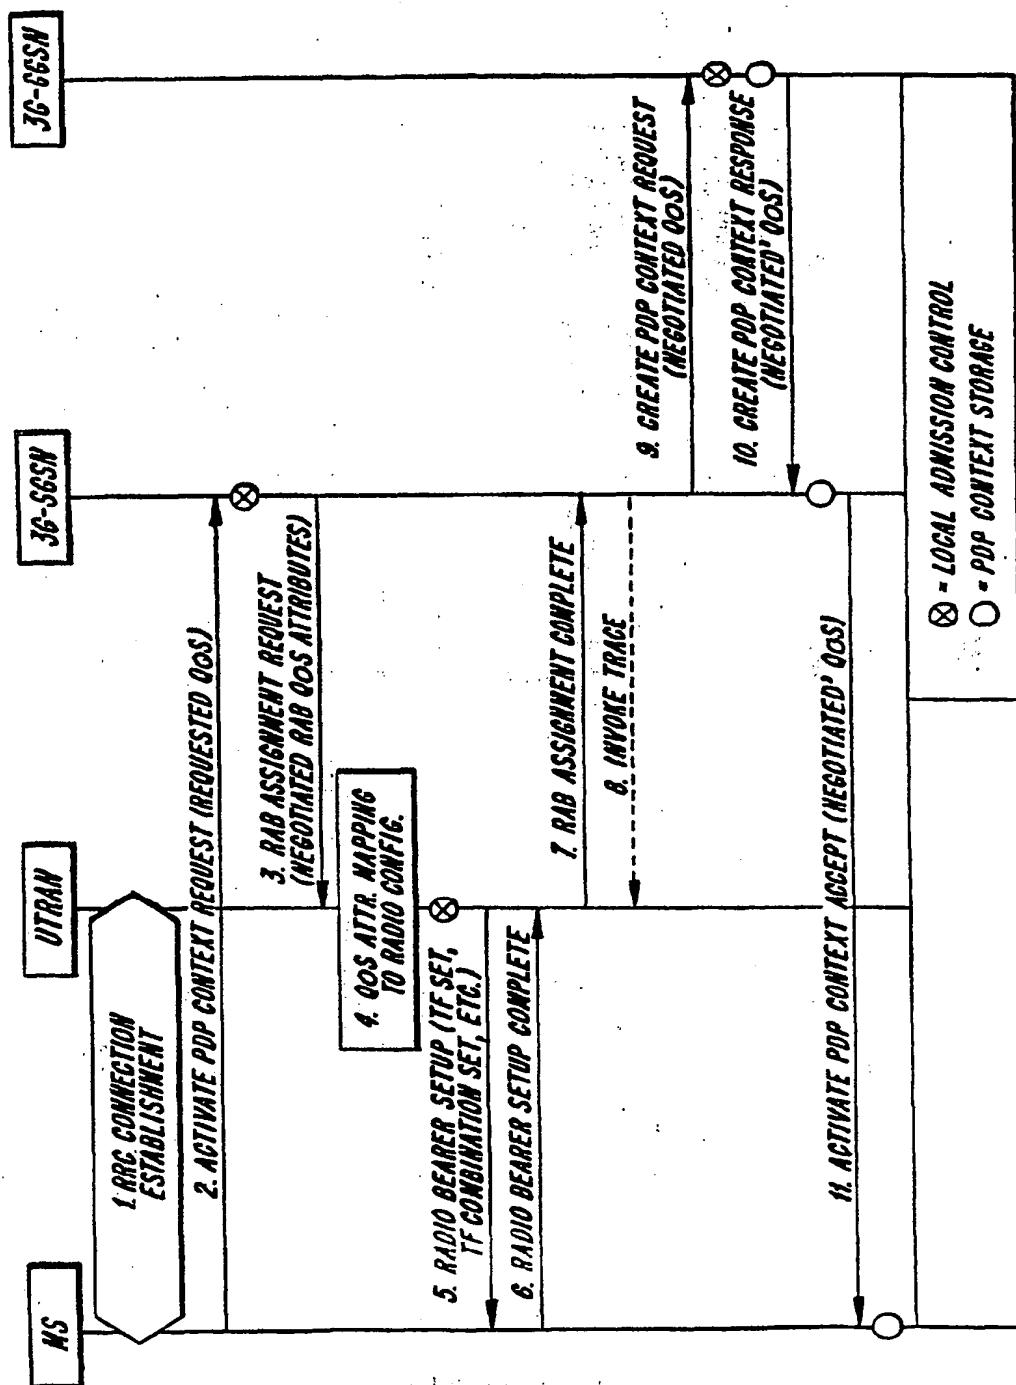 MS
UTRAN
3G-SGSN
3G-GGSN
1. RRC CONNECTION
ESTABLISHMENT
2. ACTIVATE PDP CONTEXT REQUEST (REQUESTED QOS)
3. RAB ASSIGNMENT REQUEST
(NEGOTIATED RAB QOS ATTRIBUTES)
4. QOS ATTR. MAPPING
TO RADIO CONFIG.
5. RADIO BEARER SETUP (TF SET,
TF COMBINATION SET, ETC.)
6. RADIO BEARER SETUP COMPLETE
7. RAB ASSIGNMENT COMPLETE
8. INVOKE TRACE
9. CREATE PDP CONTEXT REQUEST
(NEGOTIATED QOS)
10. CREATE PDP CONTEXT RESPONSE
(NEGOTIATED' QOS)
11. ACTIVATE PDP CONTEXT ACCEPT (NEGOTIATED' QOS)
⊗ = LOCAL ADMISSION CONTROL
○ = PDP CONTEXT STORAGE